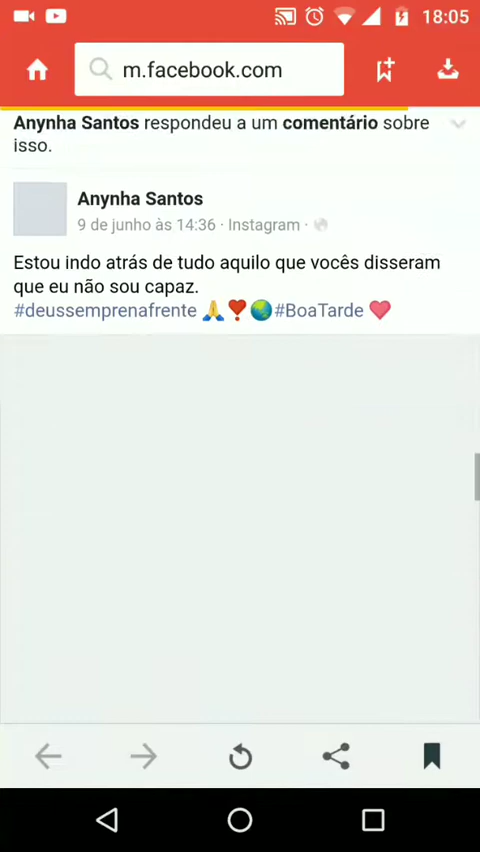 18:05
m.facebook.com
Anynha Santos respondeu a um comentário sobre
isso.
Anynha Santos
9 de junho às 14:36 · Instagram ·
Estou indo atrás de tudo aquilo que vocês disseram
que eu não sou capaz.
#deussemprenafrente 🙏❣️🌏#BoaTarde ❤️